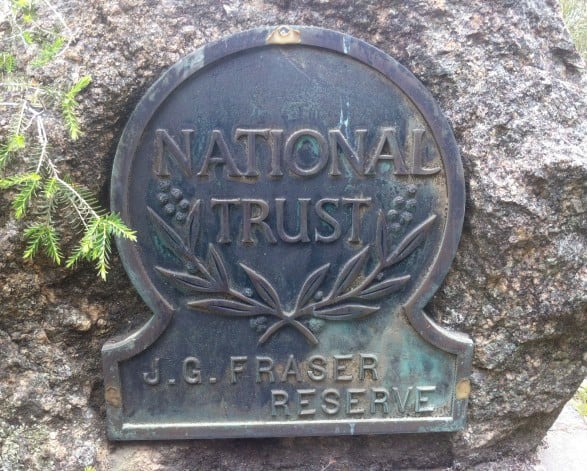 NATIONAL
TRUST
J.G. FRASER
RESERVE